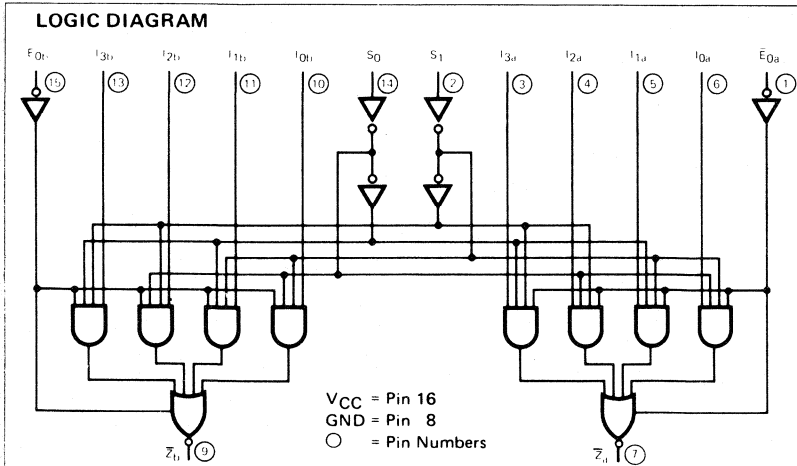 LOGIC DIAGRAM
E0b I3b I2b I1b I0b S0 S1 I3a I2a I1a I0a Ē0a
15 13 12 11 10 14 2 3 4 5 6 1
VCC = Pin 16
GND = Pin 8
○ = Pin Numbers
Z̅b 9 Z̅a 7